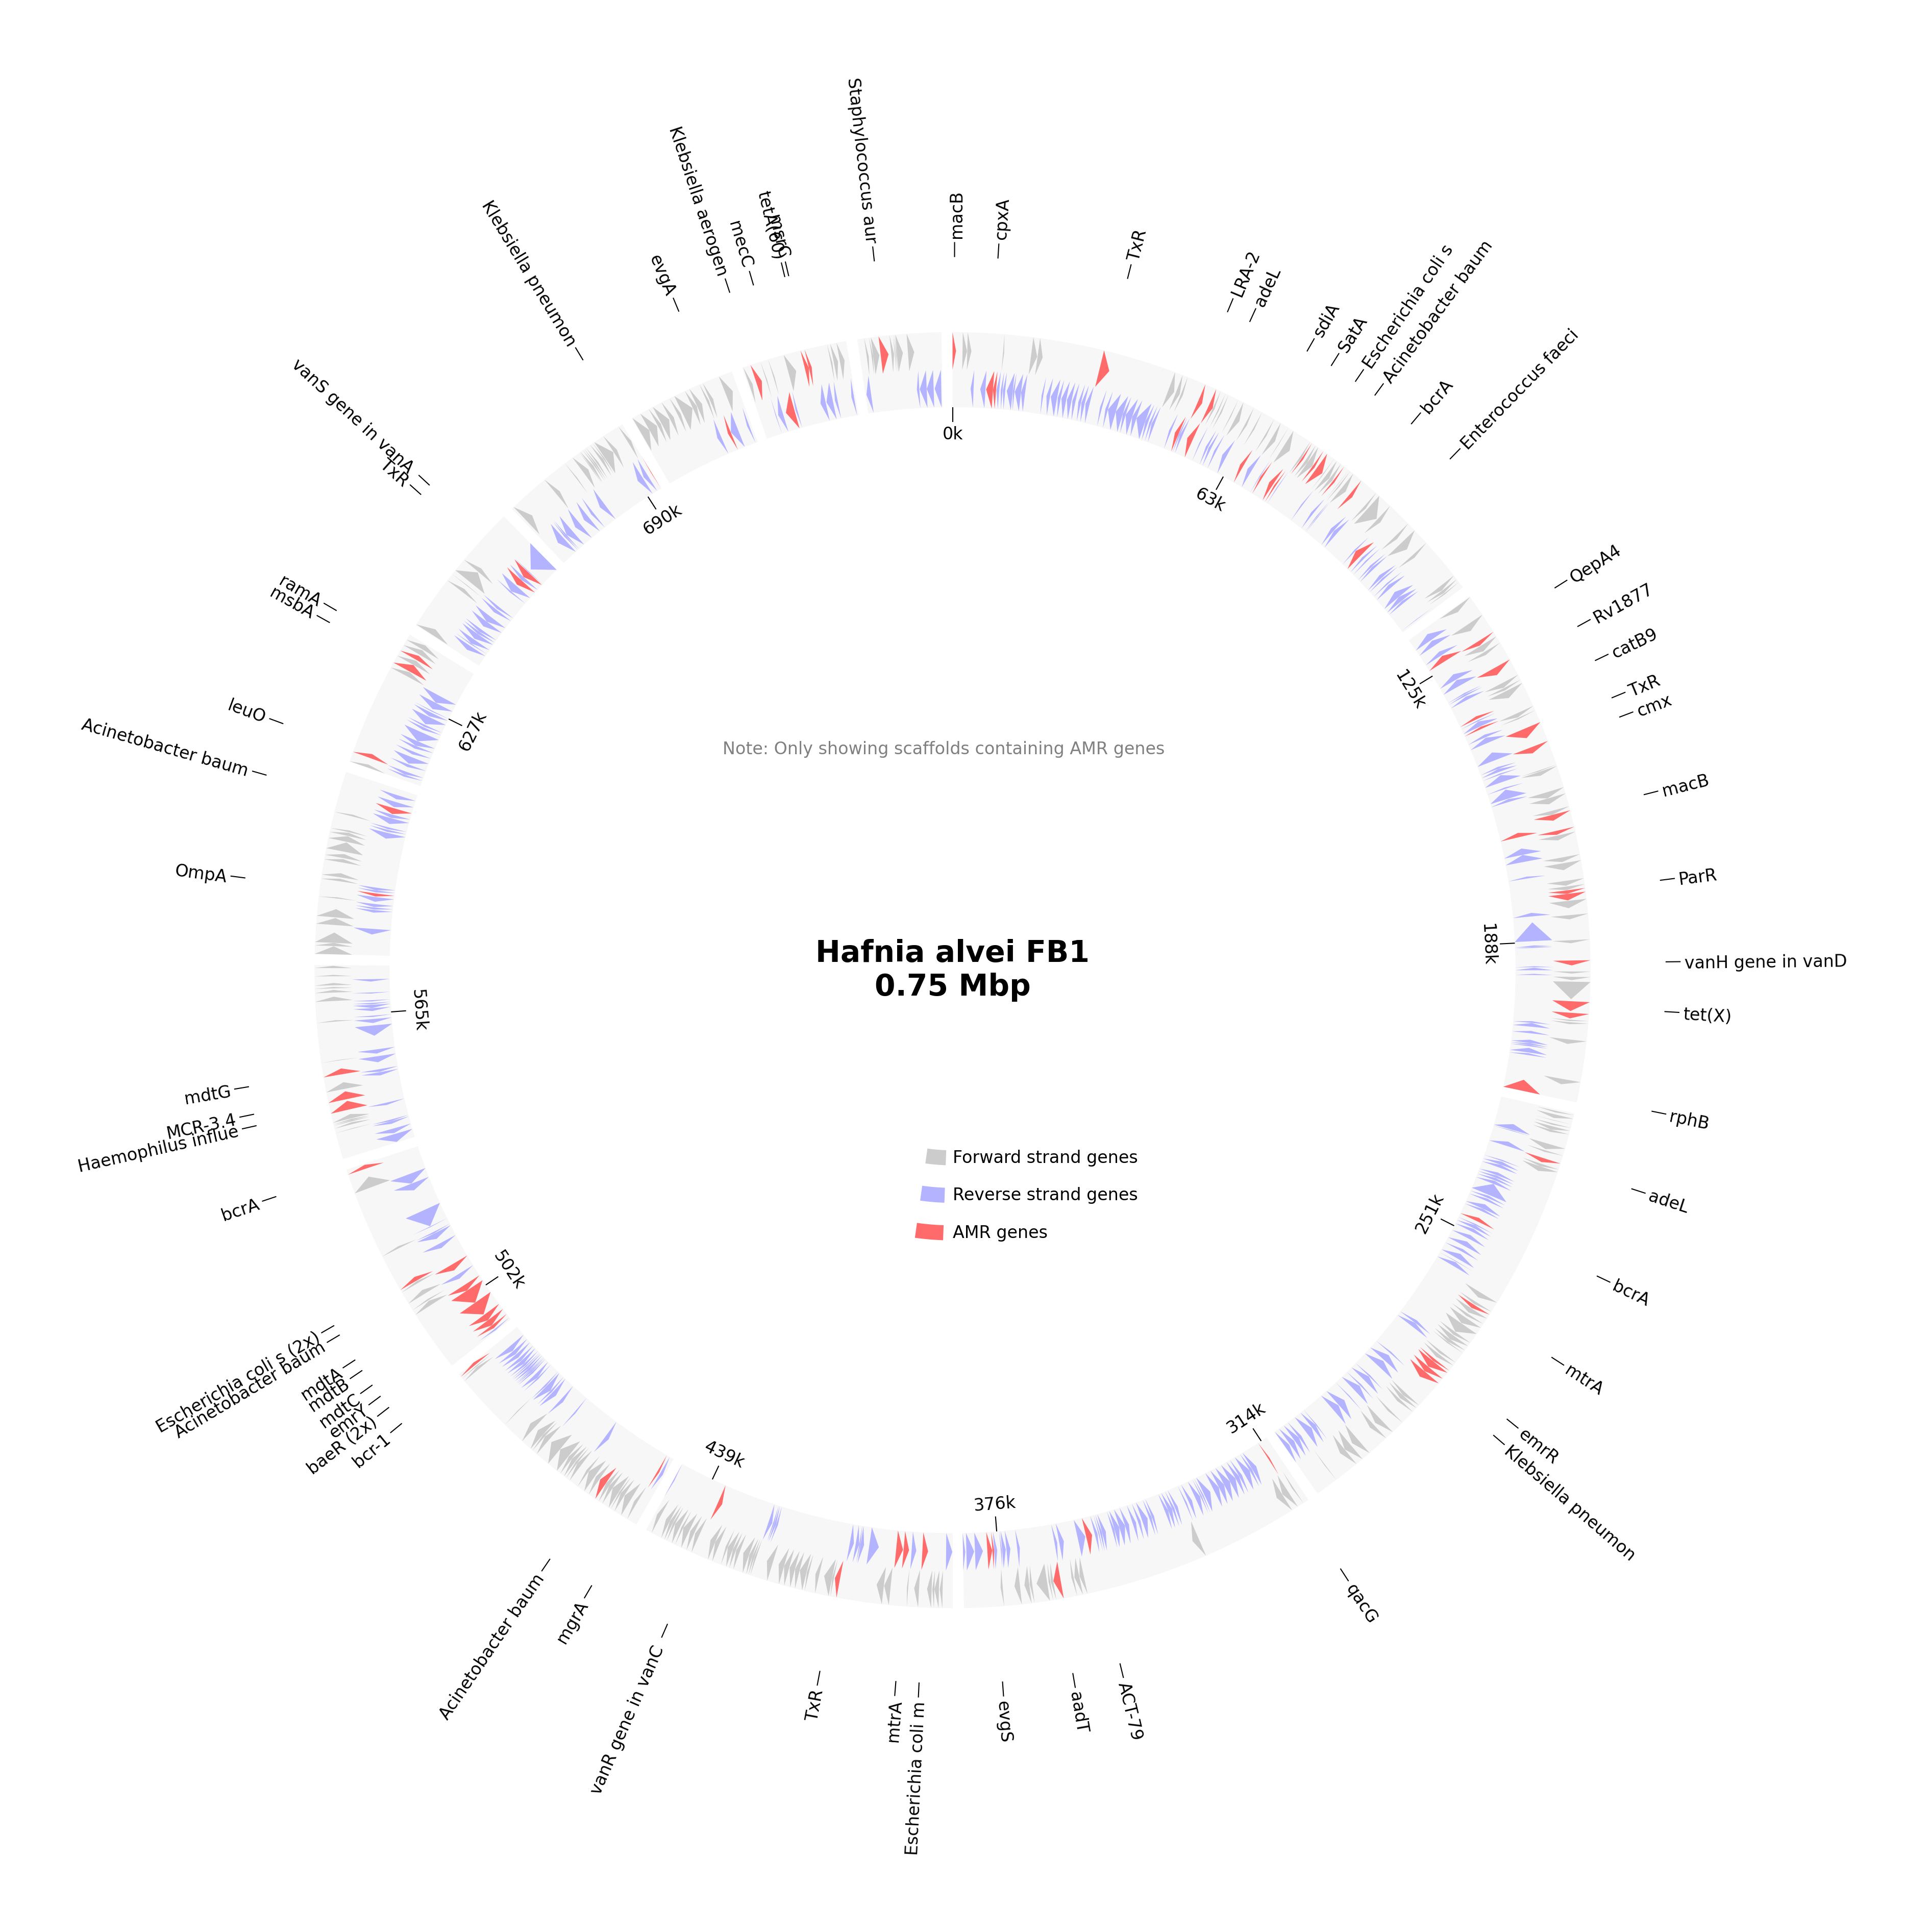 macB
cpxA
TxR
LRA-2
adeL
sdiA
SatA
Escherichia coli s
Acinetobacter baum
bcrA
Enterococcus faeci
QepA4
Rv1877
catB9
TxR
cmx
macB
ParR
vanH gene in vanD
tet(X)
rphB
adeL
bcrA
mtrA
emrR
Klebsiella pneumon
qacG
ACT-79
aadT
evgS
Escherichia coli m
mtrA
TxR
vanR gene in vanC
mgrA
Acinetobacter baum
bcr-1
baeR (2x)
emrY
mdtC
mdtB
mdtA
Acinetobacter baum
Escherichia coli s (2x)
bcrA
Haemophilus influe
MCR-3.4
mdtG
OmpA
Acinetobacter baum
leuO
msbA
ramA
TxR
vanS gene in vanA
Klebsiella pneumon
evgA
Klebsiella aerogen
mecC
tetA(60)
msrC
Staphylococcus aur
0k
63k
125k
188k
251k
314k
376k
439k
502k
565k
627k
690k
Note: Only showing scaffolds containing AMR genes
Hafnia alvei FB1
0.75 Mbp
Forward strand genes
Reverse strand genes
AMR genes